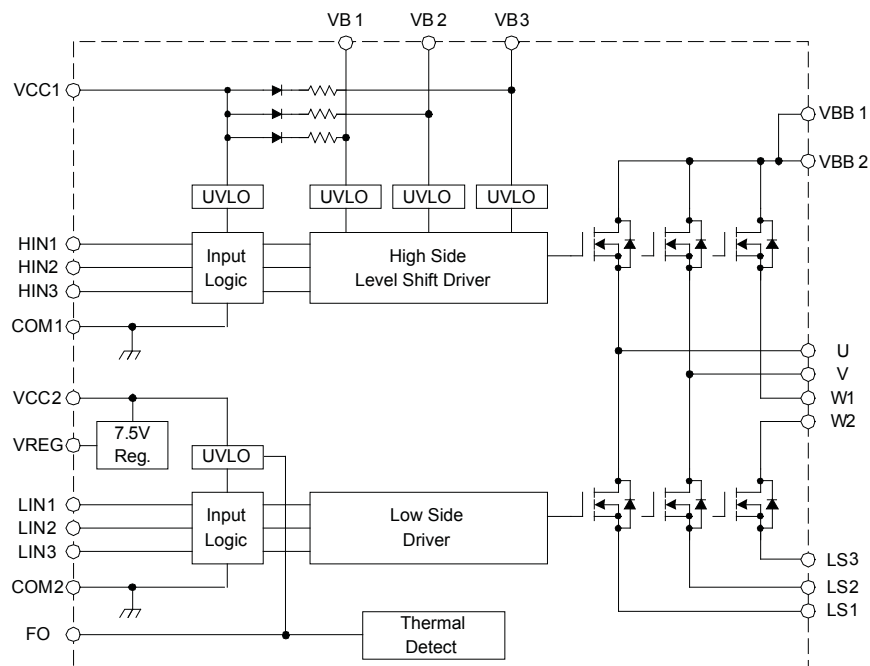 VB 1
VB 2
VB 3
VCC1
VBB 1
VBB 2
UVLO
UVLO
UVLO
UVLO
HIN1
HIN2
HIN3
Input
Logic
High Side
Level Shift Driver
COM1
U
V
W1
W2
VCC2
VREG
7.5V
Reg.
UVLO
LIN1
LIN2
LIN3
Input
Logic
Low Side
Driver
LS3
LS2
LS1
COM2
FO
Thermal
Detect